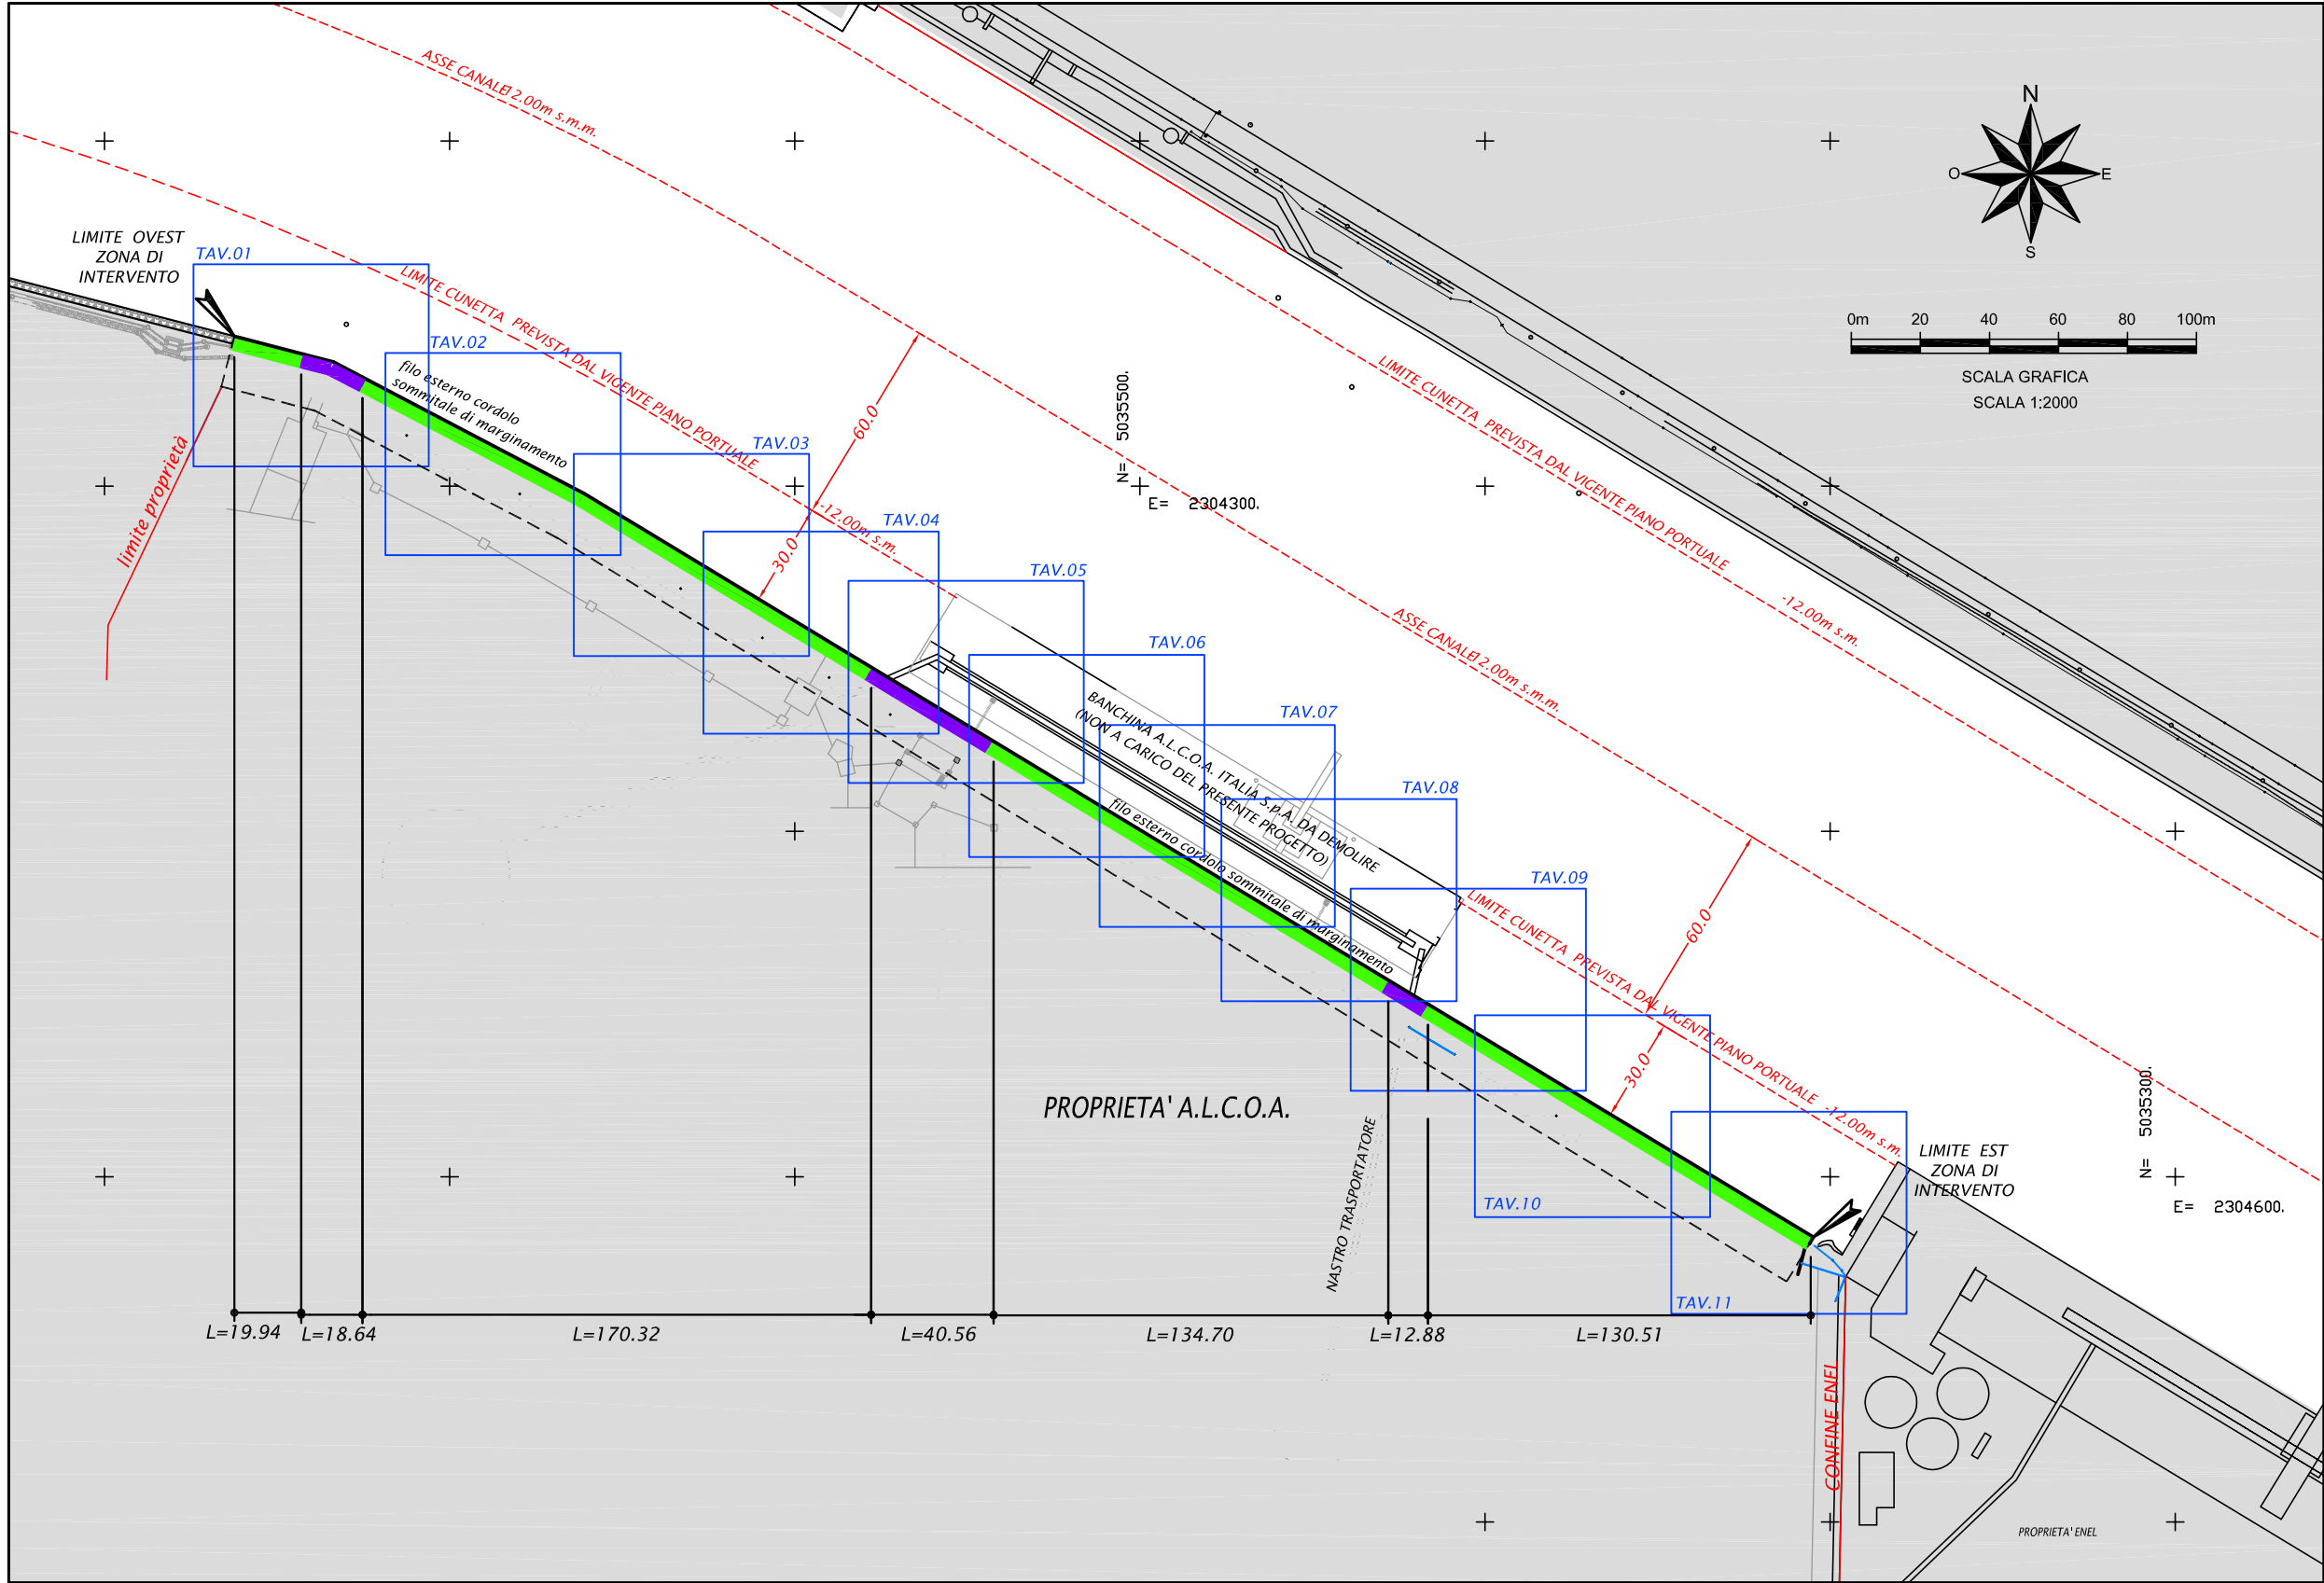 ASSE CANALE
-12.00m s.m.m.
N
O
E
S
LIMITE OVEST
ZONA DI
INTERVENTO
TAV.01
LIMITE CUNETTA PREVISTA DAL VIGENTE PIANO PORTUALE
-12.00m s.m.
0m 20 40 60 80 100m
SCALA GRAFICA
SCALA 1:2000
TAV.02
filo esterno cordolo
sommitale di marginamento
60.0
30.0
N= 5035500.
E= 2304300.
LIMITE CUNETTA PREVISTA DAL VIGENTE PIANO PORTUALE
-12.00m s.m.
limite proprietà
TAV.03
TAV.04
TAV.05
TAV.06
ASSE CANALE
-12.00m s.m.m.
TAV.07
BANCHINA A.L.C.O.A. ITALIA S.p.A. DA DEMOLIRE
(NON A CARICO DEL PRESENTE PROGETTO)
filo esterno cordolo sommitale di marginamento
TAV.08
TAV.09
LIMITE CUNETTA PREVISTA DAL VIGENTE PIANO PORTUALE
-12.00m s.m.
60.0
30.0
PROPRIETA' A.L.C.O.A.
NASTRO TRASPORTATORE
TAV.10
TAV.11
LIMITE EST
ZONA DI
INTERVENTO
N= 5035300.
E= 2304600.
L=19.94
L=18.64
L=170.32
L=40.56
L=134.70
L=12.88
L=130.51
CONFINE ENEL
PROPRIETA' ENEL